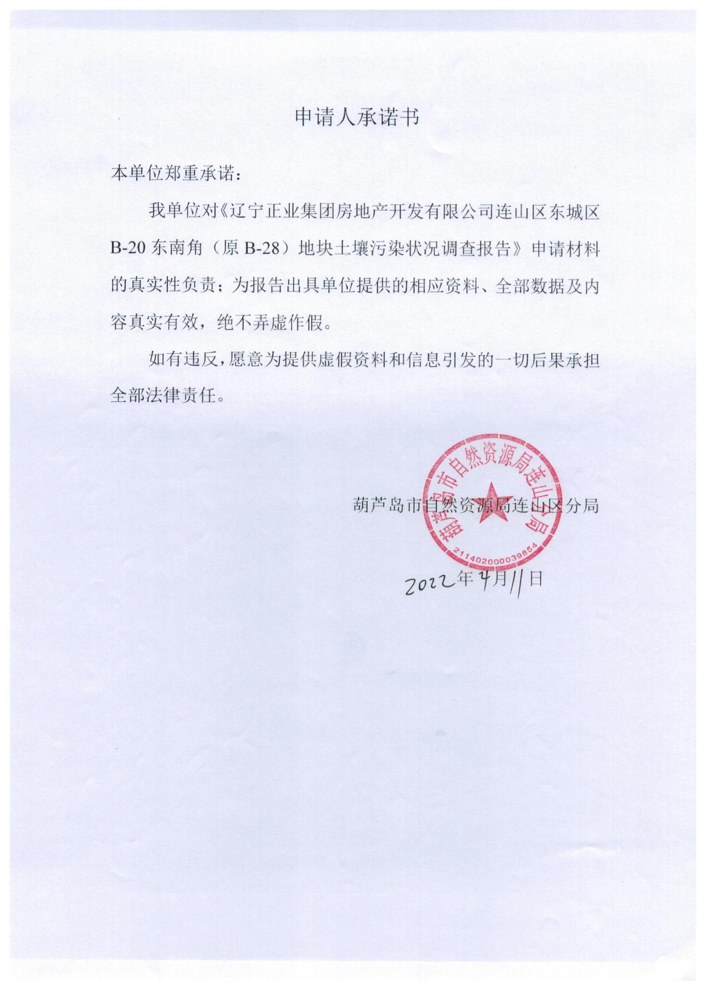 申请人承诺书
本单位郑重承诺：
我单位对《辽宁正业集团房地产开发有限公司连山区东城区
B-20 东南角（原 B-28）地块土壤污染状况调查报告》申请材料
的真实性负责；为报告出具单位提供的相应资料、全部数据及内
容真实有效，绝不弄虚作假。
如有违反，愿意为提供虚假资料和信息引发的一切后果承担
全部法律责任。
葫芦岛市自然资源局连山分局
葫芦岛市自然资源局连山区分局
211402000039854
2022年4月11日